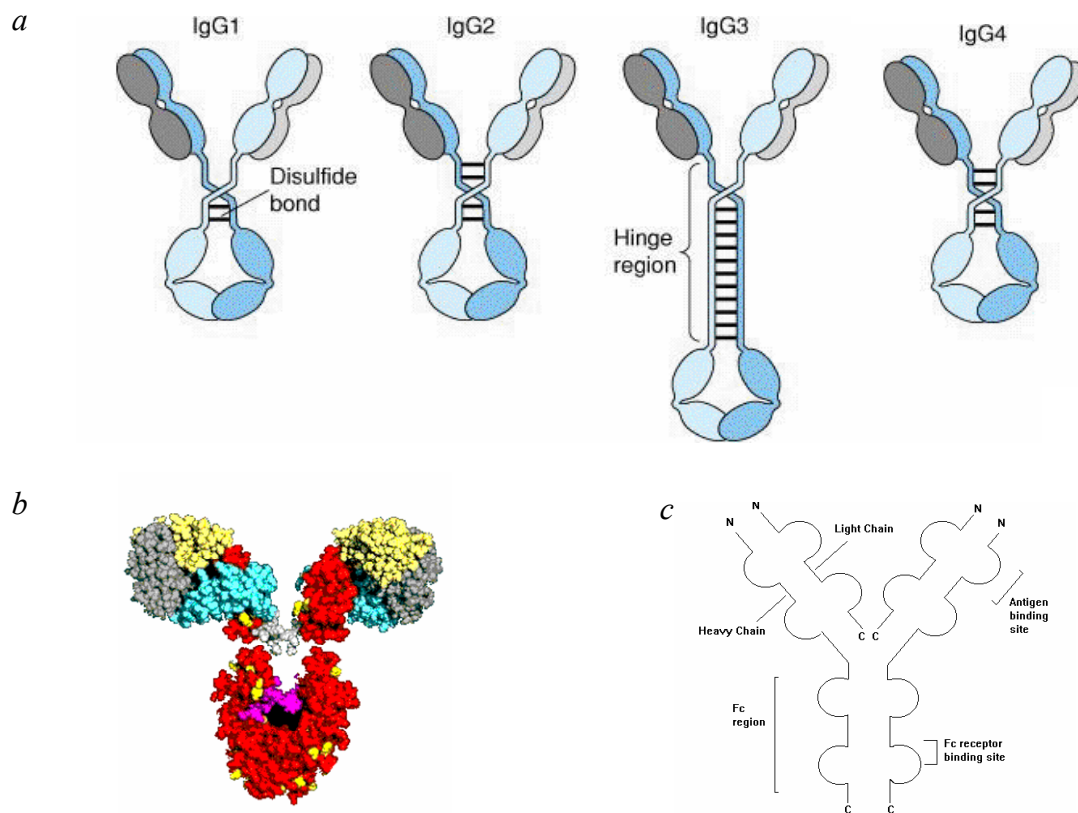 a
IgG1
IgG2
IgG3
IgG4
Disulfide
bond
Hinge
region
b
c
N
N
N
N
Light Chain
Heavy Chain
C C
Antigen
binding
site
Fc
region
Fc receptor
binding site
C
C